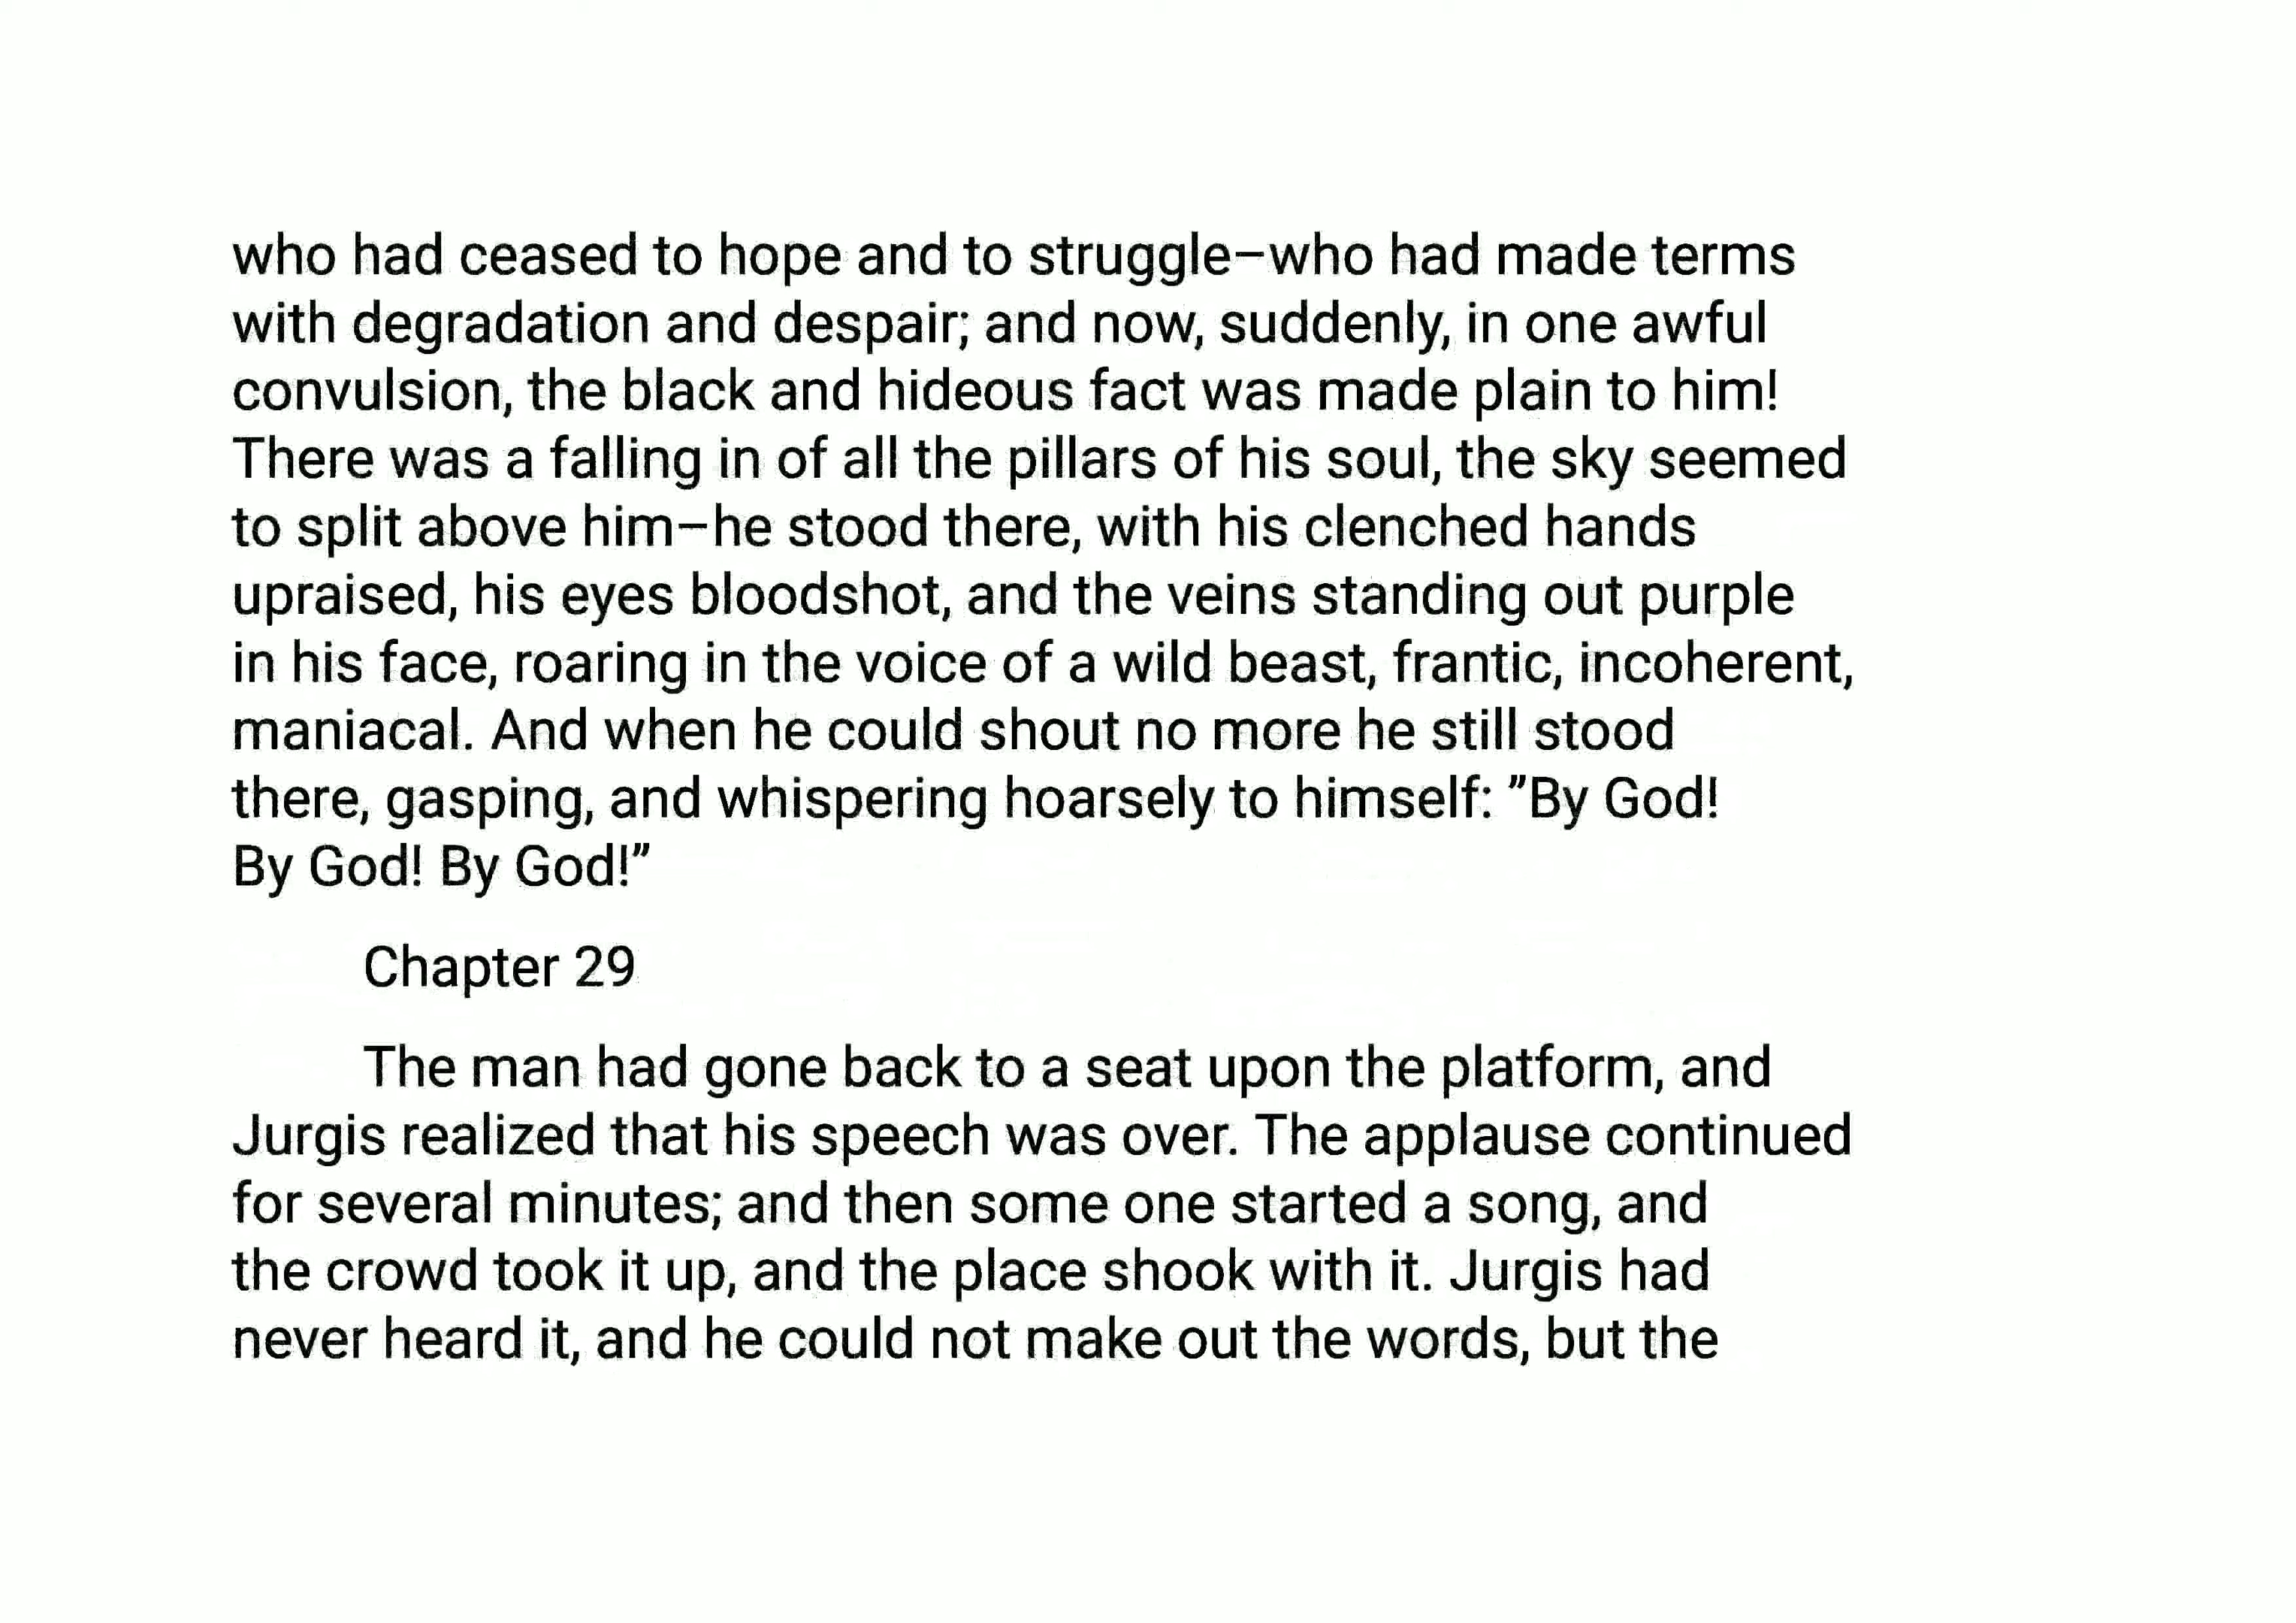 who had ceased to hope and to struggle–who had made terms
with degradation and despair; and now, suddenly, in one awful
convulsion, the black and hideous fact was made plain to him!
There was a falling in of all the pillars of his soul, the sky seemed
to split above him–he stood there, with his clenched hands
upraised, his eyes bloodshot, and the veins standing out purple
in his face, roaring in the voice of a wild beast, frantic, incoherent,
maniacal. And when he could shout no more he still stood
there, gasping, and whispering hoarsely to himself: ”By God!
By God! By God!”
Chapter 29
The man had gone back to a seat upon the platform, and
Jurgis realized that his speech was over. The applause continued
for several minutes; and then some one started a song, and
the crowd took it up, and the place shook with it. Jurgis had
never heard it, and he could not make out the words, but the